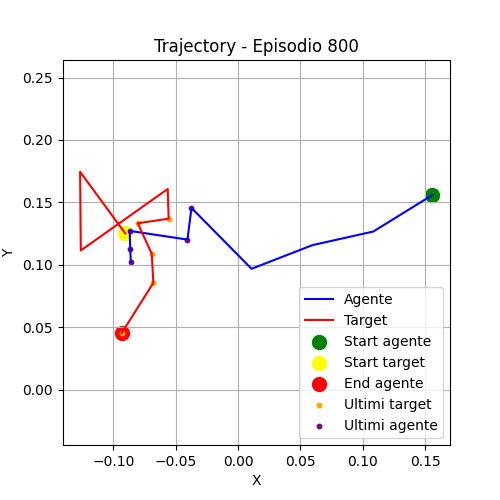 Trajectory - Episodio 800
0.25
0.20
0.15
0.10
0.05
0.00
Y
−0.10
−0.05
0.00
0.05
0.10
0.15
X
Agente
Target
Start agente
Start target
End agente
Ultimi target
Ultimi agente